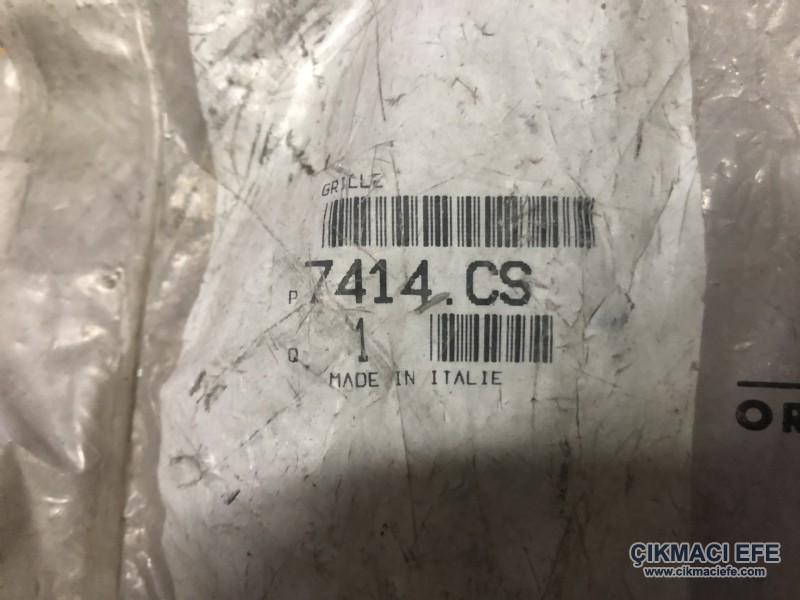 GRILLE
P 7414.CS
Q 1
MADE IN ITALIE
OR
ÇIKMACI EFE
www.cikmaciefe.com